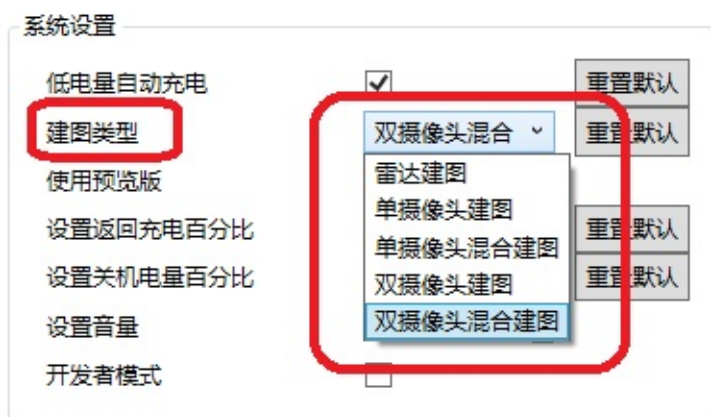 系统设置
低电量自动充电
重置默认
建图类型
双摄像头混合
重置默认
雷达建图
单摄像头建图
单摄像头混合建图
双摄像头建图
双摄像头混合建图
使用预览版
设置返回充电百分比
重置默认
设置关机电量百分比
重置默认
设置音量
开发者模式